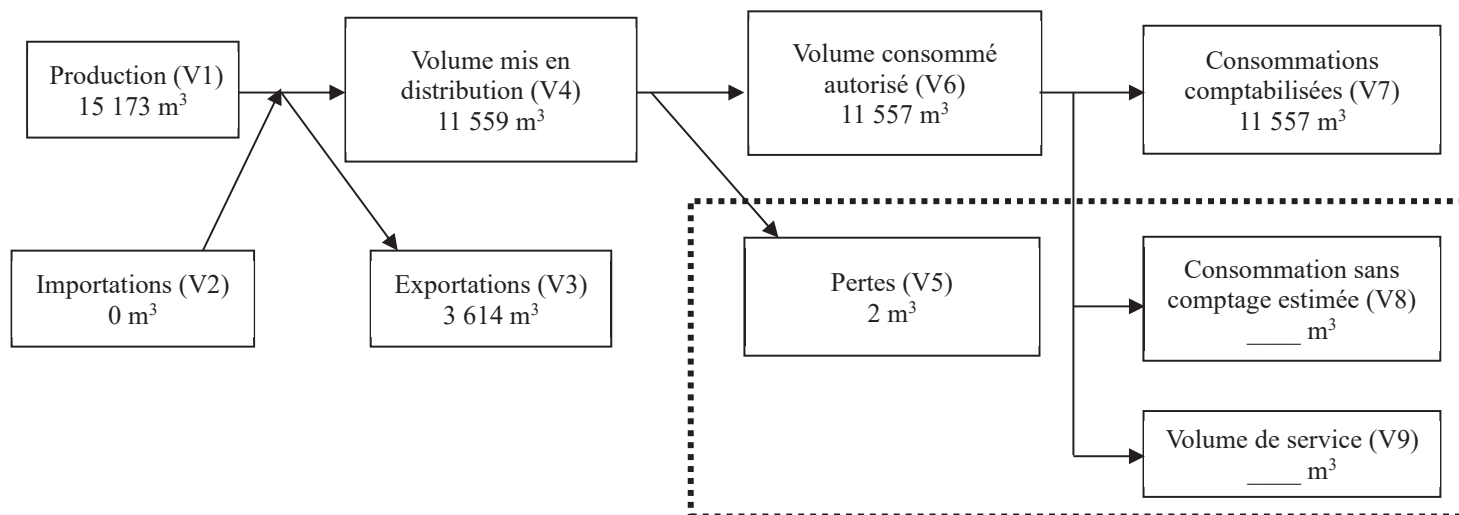 Production (V1)
15 173 m³
Volume mis en
distribution (V4)
11 559 m³
Volume consommé
autorisé (V6)
11 557 m³
Consommations
comptabilisées (V7)
11 557 m³
Importations (V2)
0 m³
Exportations (V3)
3 614 m³
Pertes (V5)
2 m³
Consommation sans
comptage estimée (V8)
____ m³
Volume de service (V9)
____ m³